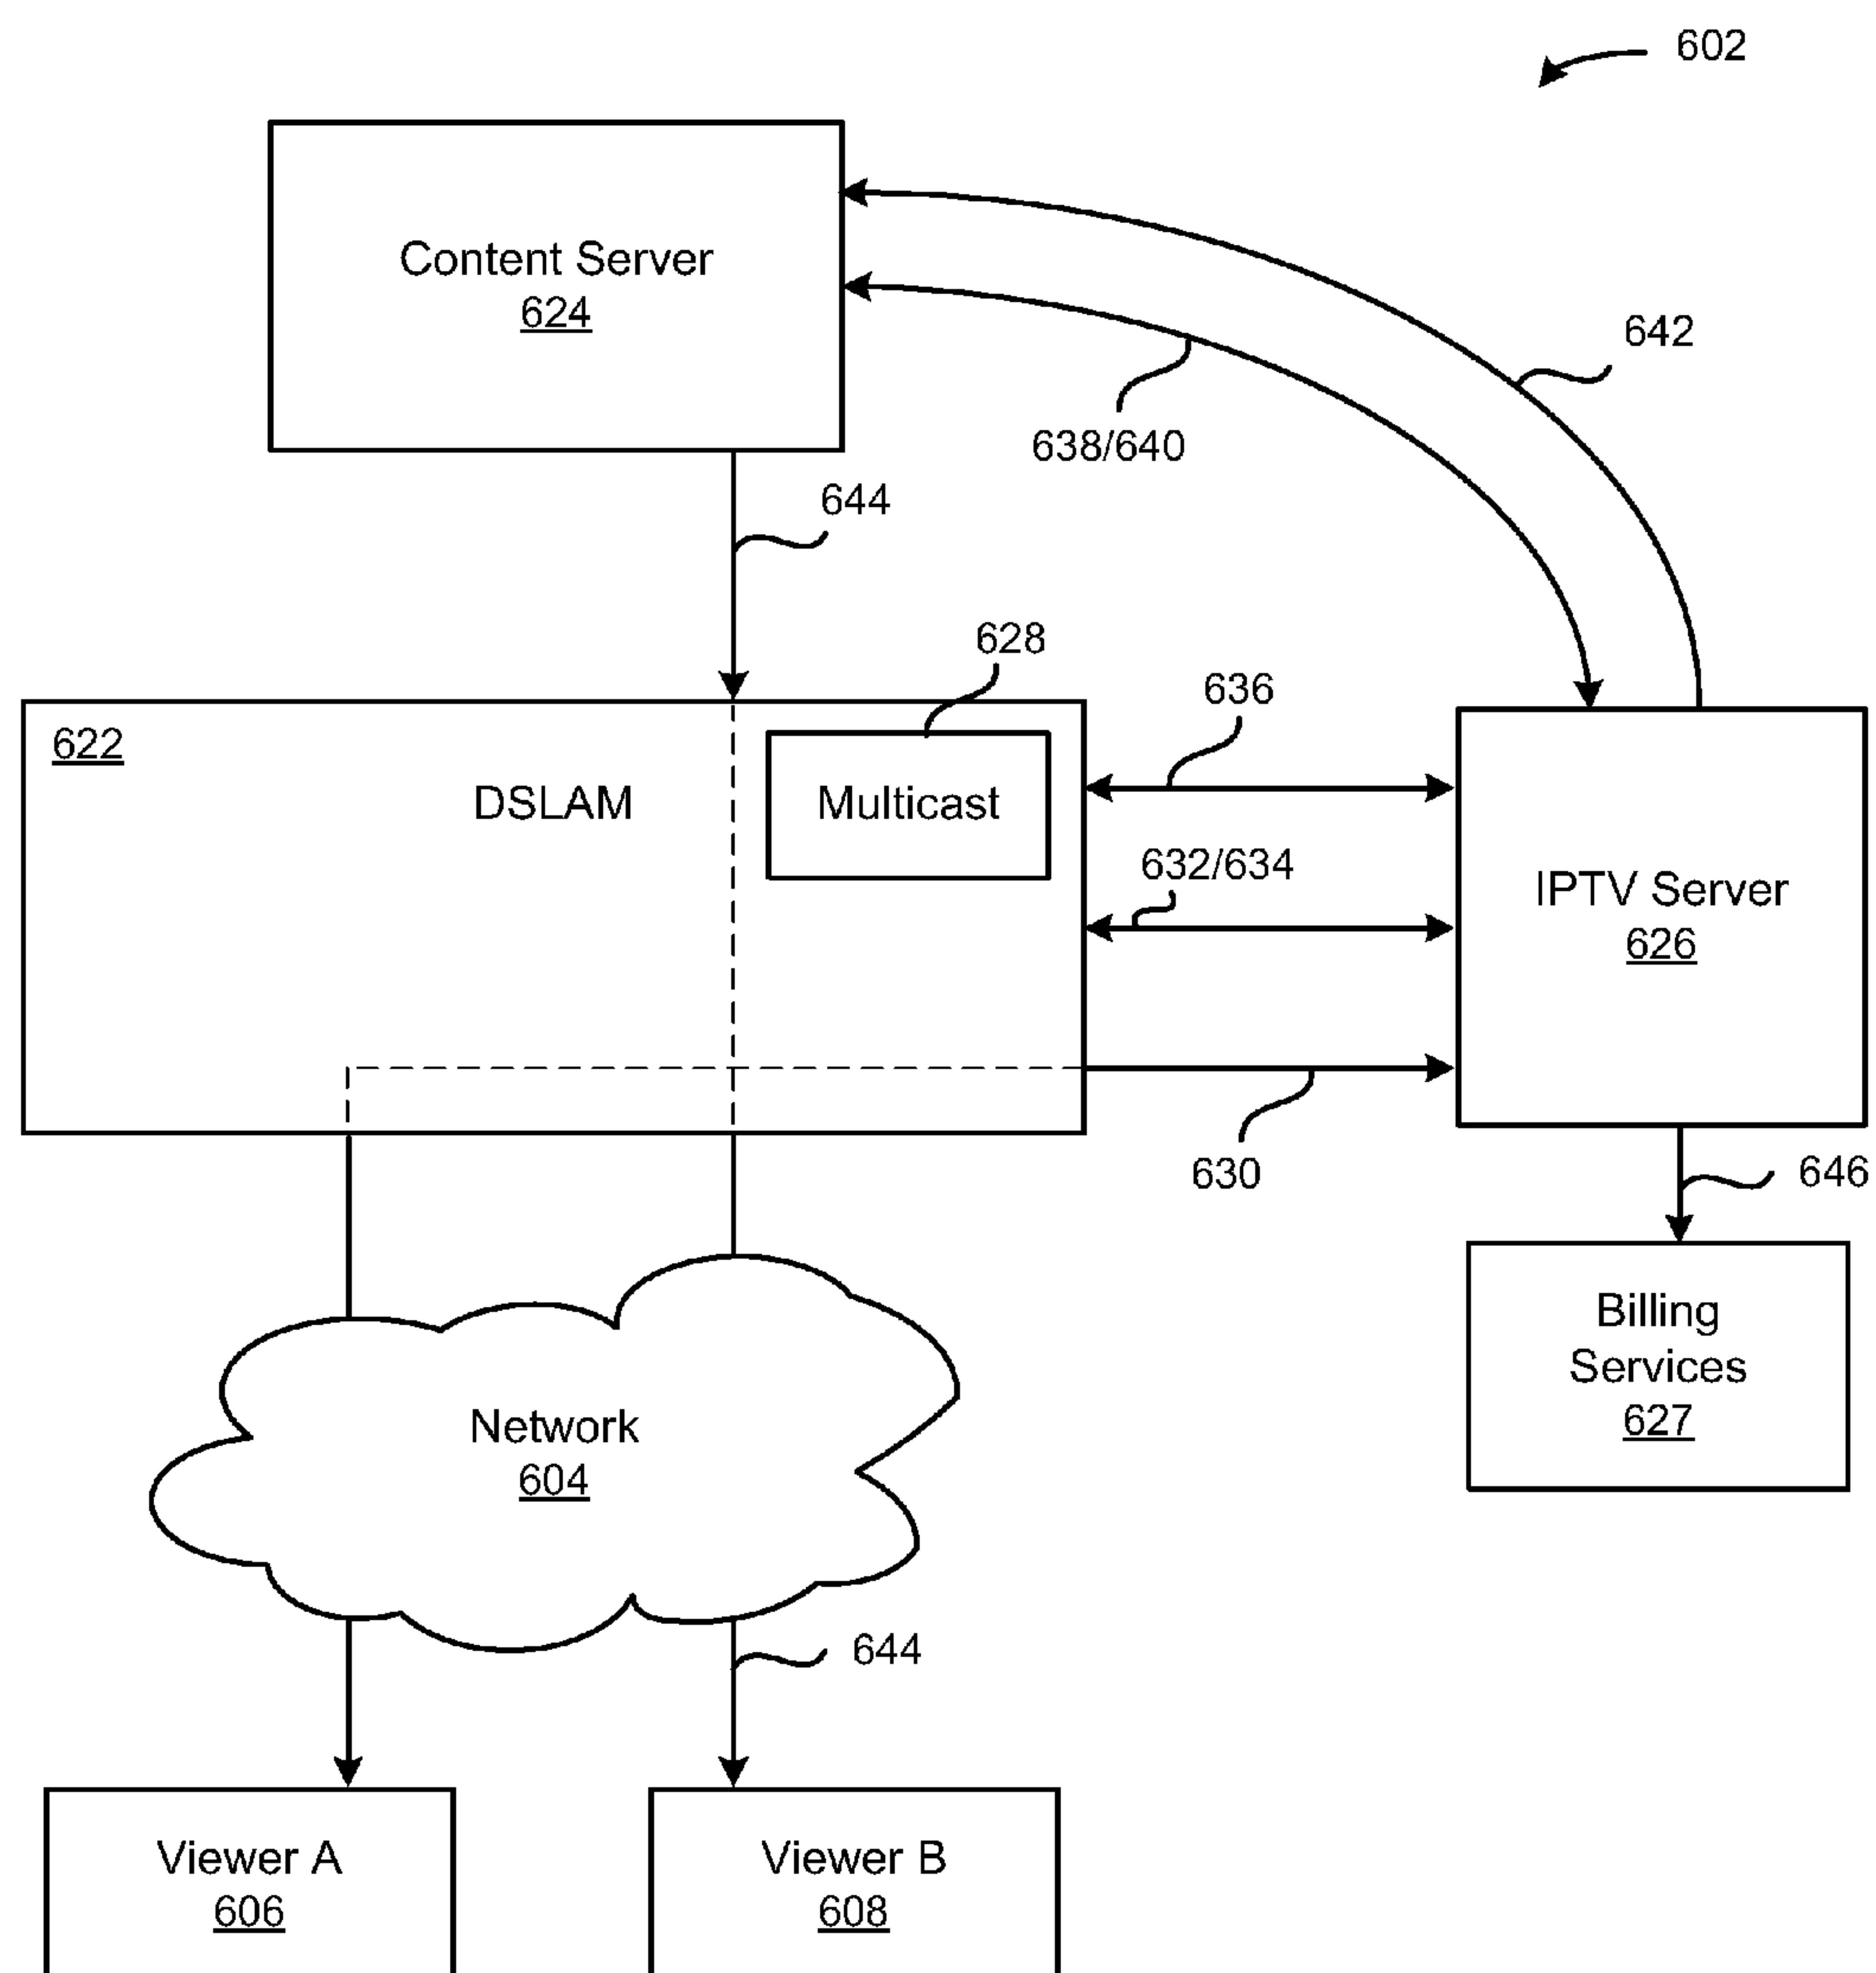 602
Content Server
624
642
638/640
644
628
636
622
DSLAM
Multicast
632/634
IPTV Server
626
630
646
Billing
Services
627
Network
604
644
Viewer A
606
Viewer B
608